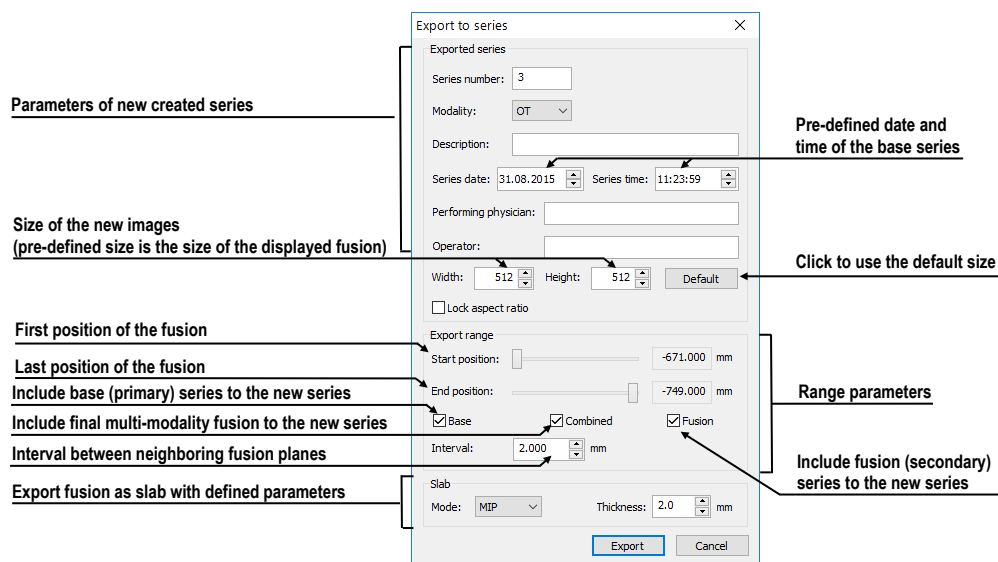 Export to series
Exported series
Series number: 3
Modality: OT
Description:
Series date: 31.08.2015 Series time: 11:23:59
Performing physician:
Operator:
Width: 512 Height: 512 Default
Lock aspect ratio
Export range
Start position: -671.000 mm
End position: -749.000 mm
Base Combined Fusion
Interval: 2.000 mm
Slab
Mode: MIP Thickness: 2.0 mm
Export Cancel
Parameters of new created series
Size of the new images
(pre-defined size is the size of the displayed fusion)
First position of the fusion
Last position of the fusion
Include base (primary) series to the new series
Include final multi-modality fusion to the new series
Interval between neighboring fusion planes
Export fusion as slab with defined parameters
Pre-defined date and
time of the base series
Click to use the default size
Range parameters
Include fusion (secondary)
series to the new series